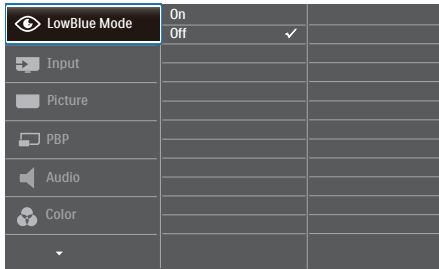 LowBlue Mode
On
Off
Input
Picture
PBP
Audio
Color